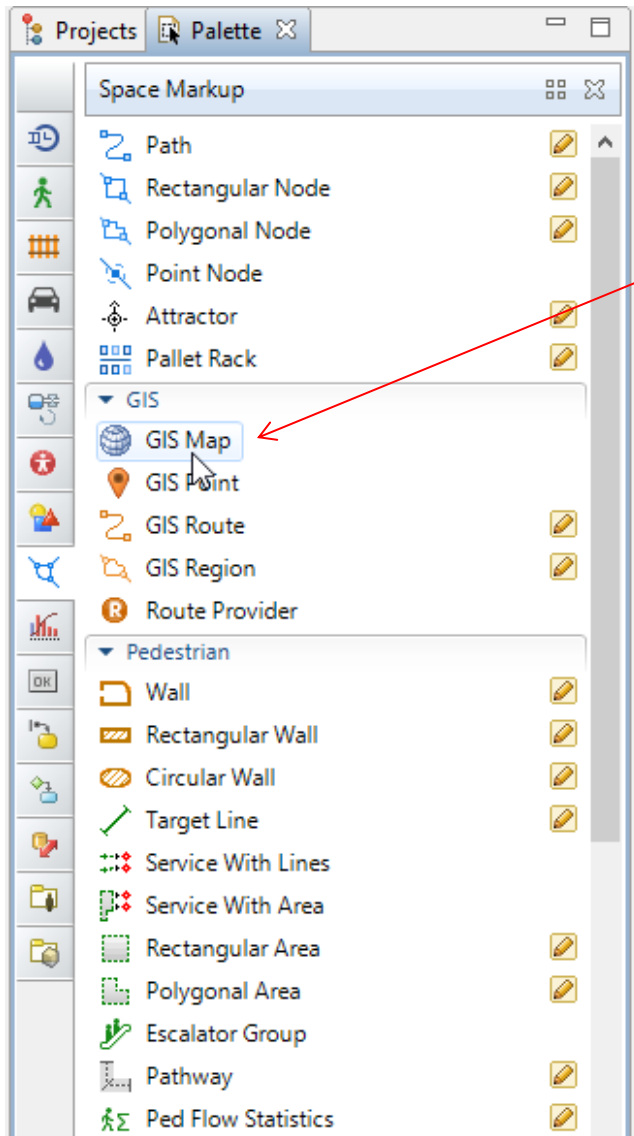 Projects Palette
Space Markup
Path
Rectangular Node
Polygonal Node
Point Node
Attractor
Pallet Rack
GIS
GIS Map
GIS Point
GIS Route
GIS Region
R Route Provider
Pedestrian
Wall
OK
Rectangular Wall
Circular Wall
Target Line
Service With Lines
Service With Area
Rectangular Area
Polygonal Area
Escalator Group
Pathway
Σ Ped Flow Statistics